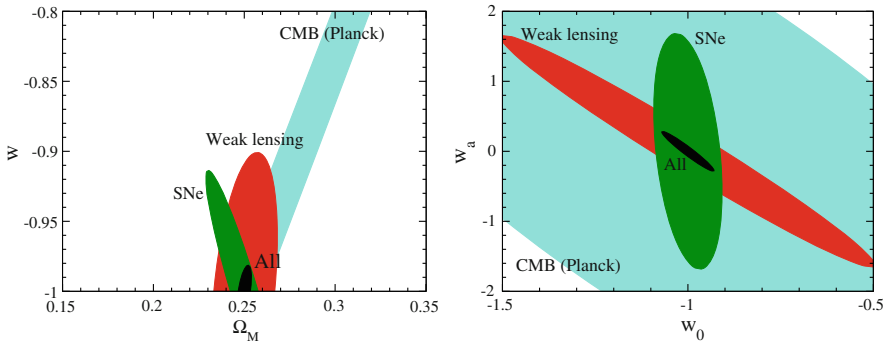 -0.8
CMB (Planck)
-0.85
Weak lensing
w
-0.9
SNe
-0.95
All
-1
0.15 0.2 0.25 0.3 0.35
Ω_M
2
Weak lensing
SNe
1
w_a
0
All
-1
CMB (Planck)
-2
-1.5 -1 -0.5
w_0